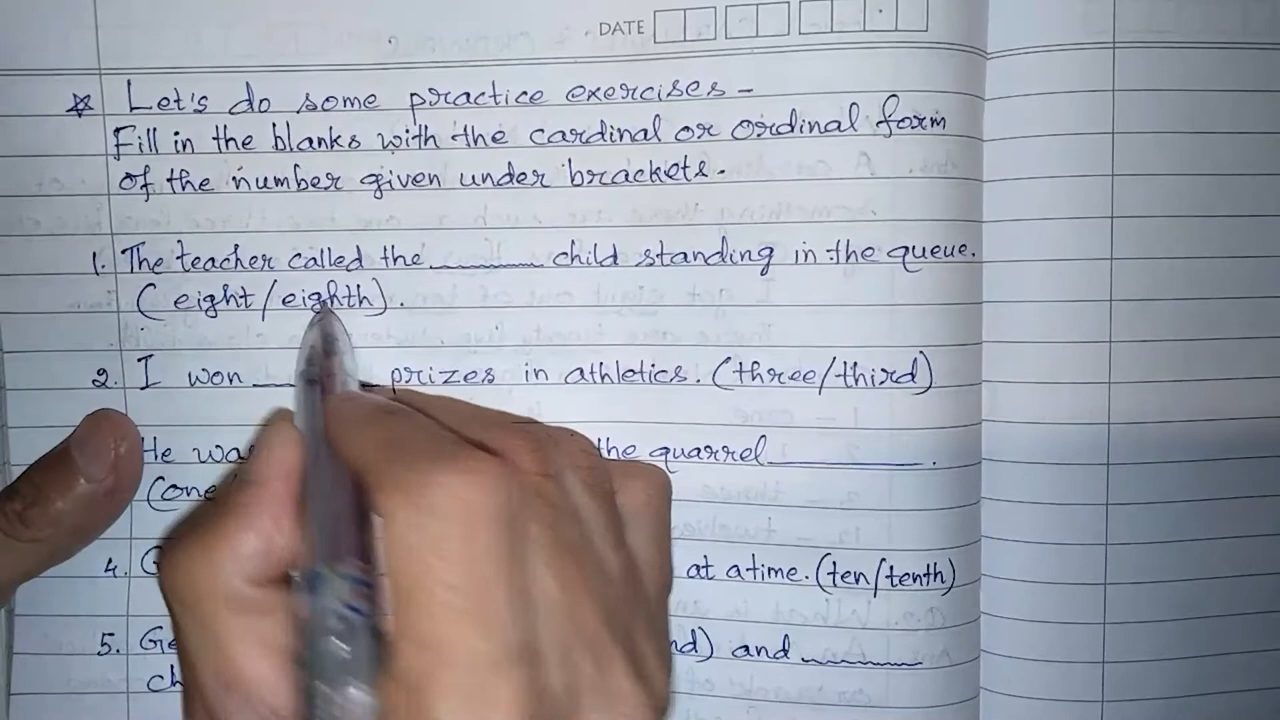 DATE
Let's do some practice exercises -
Fill in the blanks with the cardinal or ordinal form
of the number given under brackets.
1. The teacher called the ______ child standing in the queue.
(eight/eighth).
2. I won ______ prizes in athletics. (three/third)
He was the quarrel ______.
(one
4. at a time. (ten/tenth)
5. and ______